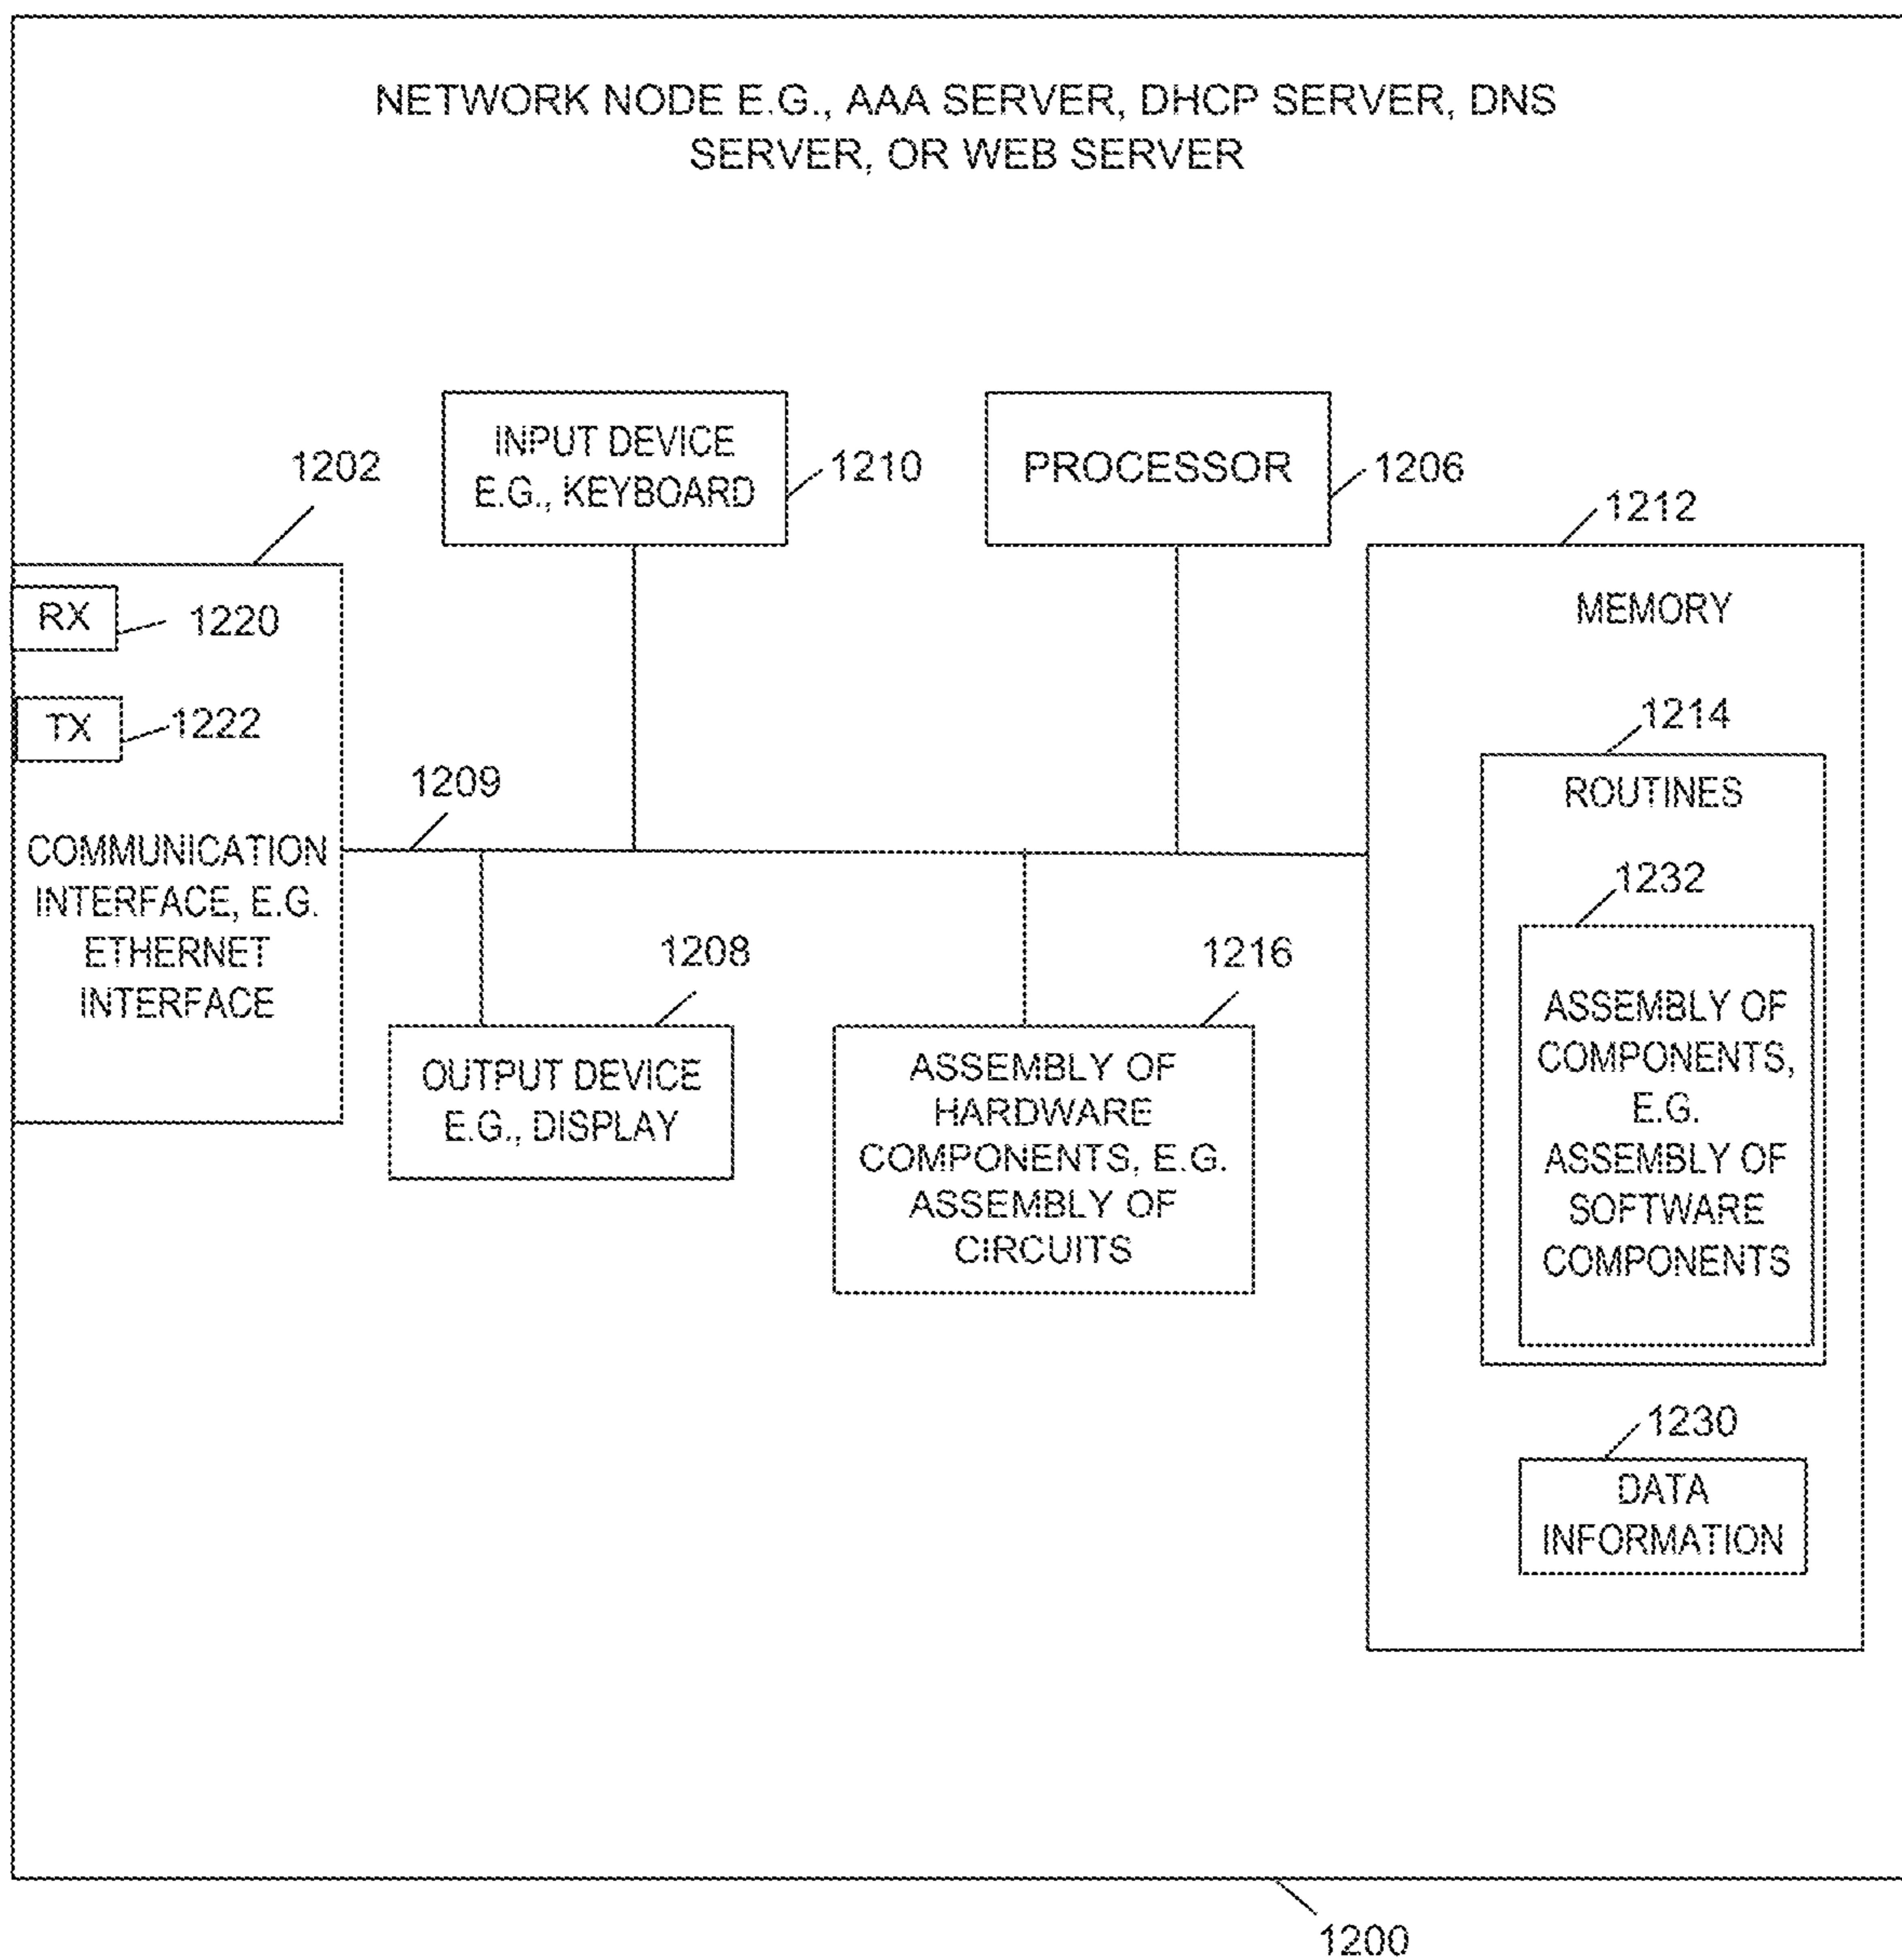 NETWORK NODE E.G., AAA SERVER, DHCP SERVER, DNS
SERVER, OR WEB SERVER
1202
INPUT DEVICE
E.G., KEYBOARD
1210
PROCESSOR
1206
1212
RX
1220
TX
1222
COMMUNICATION
INTERFACE, E.G.
ETHERNET
INTERFACE
1209
MEMORY
1214
ROUTINES
1232
ASSEMBLY OF
COMPONENTS,
E.G.
ASSEMBLY OF
SOFTWARE
COMPONENTS
1208
OUTPUT DEVICE
E.G., DISPLAY
1216
ASSEMBLY OF
HARDWARE
COMPONENTS, E.G.
ASSEMBLY OF
CIRCUITS
1230
DATA
INFORMATION
1200